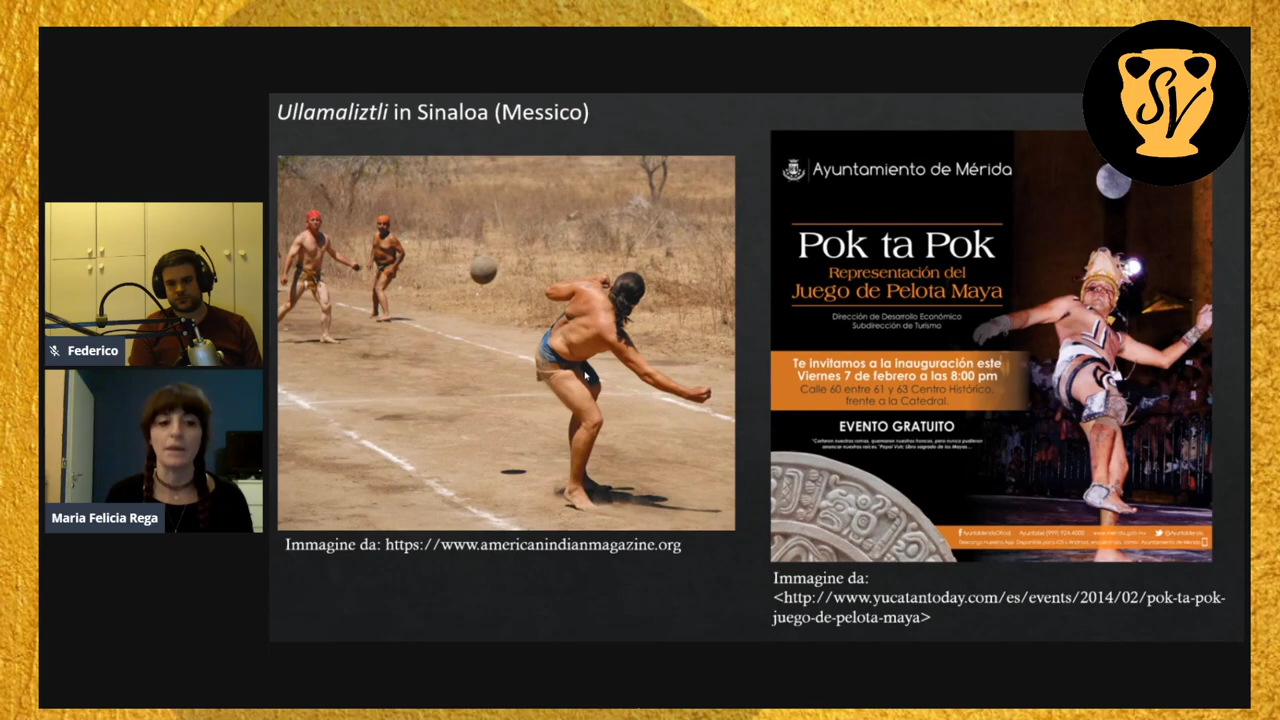 SV
Ullamaliztli in Sinaloa (Messico)
Ayuntamiento de Mérida
Pok ta Pok
Representación del
Juego de Pelota Maya
Dirección de Desarrollo Económico
Subdirección de Turismo
Te invitamos a la inauguración este
Viernes 7 de febrero a las 8:00 pm
Calle 60 entre 61 y 63 Centro Histórico,
frente a la Catedral.
EVENTO GRATUITO
Federico
Maria Felicia Rega
Immagine da: https://www.americanindianmagazine.org
Immagine da:
<http://www.yucatantoday.com/es/events/2014/02/pok-ta-pok-
juego-de-pelota-maya>